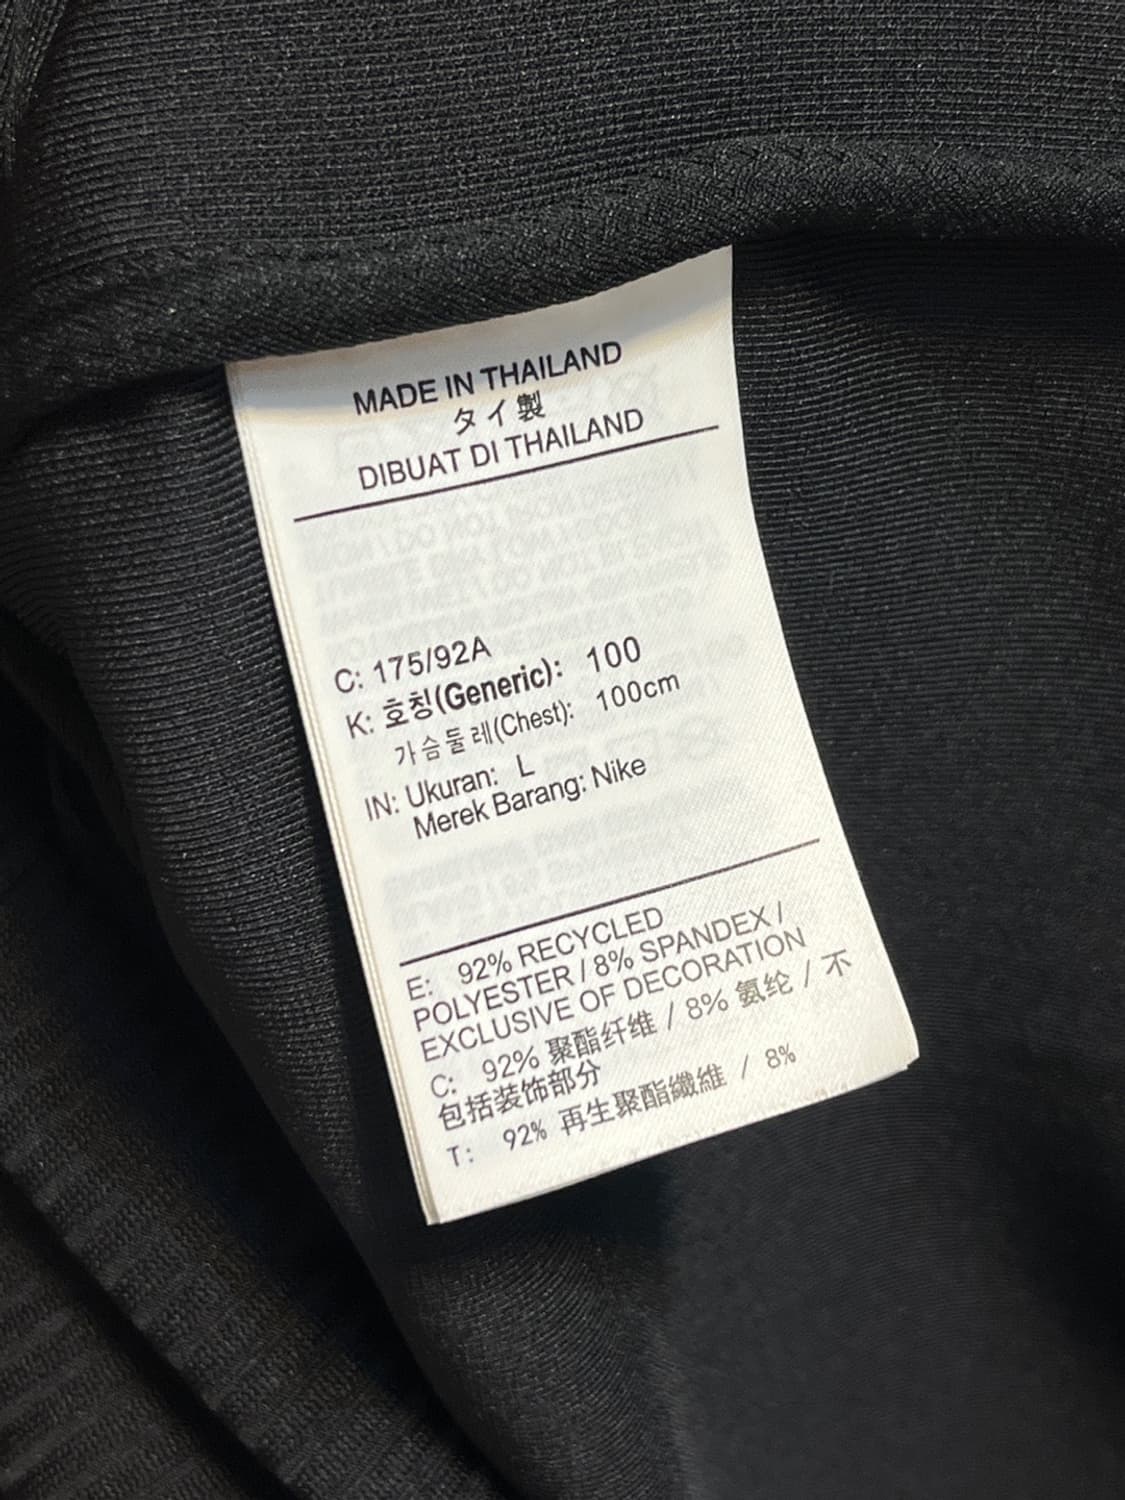 MADE IN THAILAND
タイ製
DIBUAT DI THAILAND
C: 175/92A
K: 호칭(Generic): 100
가슴둘레(Chest): 100cm
IN: Ukuran: L
Merek Barang: Nike
E: 92% RECYCLED
POLYESTER / 8% SPANDEX /
EXCLUSIVE OF DECORATION
C: 92% 聚酯纤维 / 8% 氨纶 / 不
包括装饰部分
T: 92% 再生聚酯纖維 / 8%